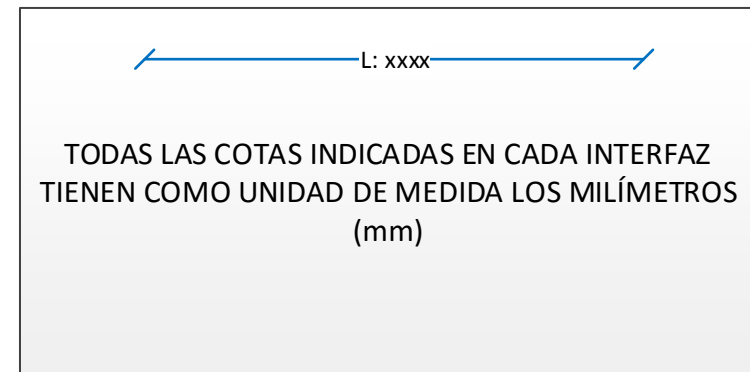 L: xxxx
TODAS LAS COTAS INDICADAS EN CADA INTERFAZ
TIENEN COMO UNIDAD DE MEDIDA LOS MILÍMETROS
(mm)